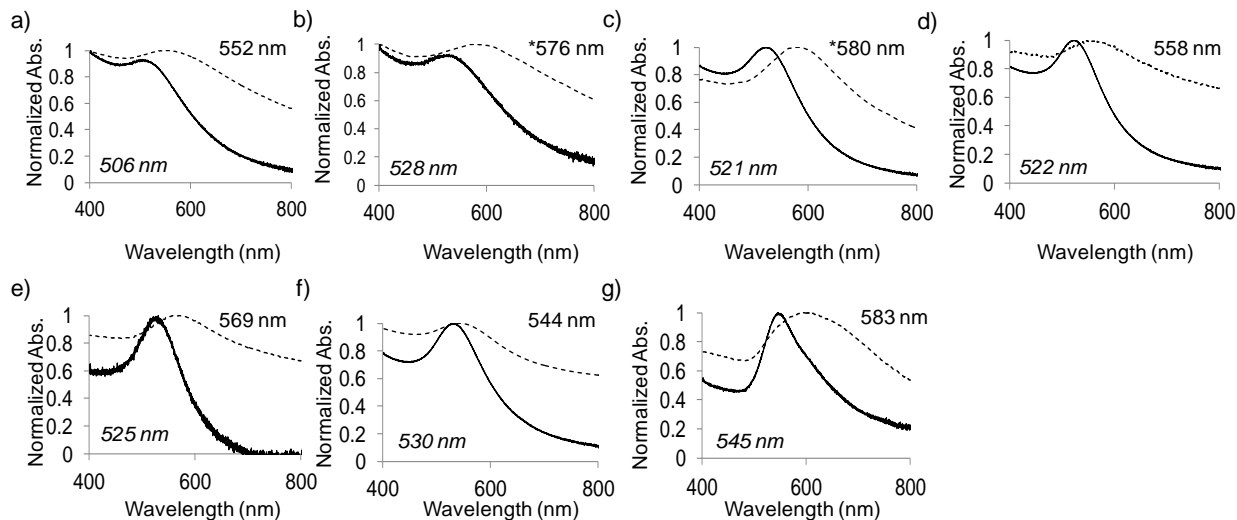 a)
552 nm
Normalized Abs.
1
0.8
0.6
0.4
0.2
0
506 nm
400
600
800
Wavelength (nm)
b)
*576 nm
Normalized Abs.
1
0.8
0.6
0.4
0.2
0
528 nm
400
600
800
Wavelength (nm)
c)
*580 nm
Normalized Abs.
1
0.8
0.6
0.4
0.2
0
521 nm
400
600
800
Wavelength (nm)
d)
558 nm
Normalized Abs.
1
0.8
0.6
0.4
0.2
0
522 nm
400
600
800
Wavelength (nm)
e)
569 nm
Normalized Abs.
1
0.8
0.6
0.4
0.2
0
525 nm
400
600
800
Wavelength (nm)
f)
544 nm
Normalized Abs.
1
0.8
0.6
0.4
0.2
0
530 nm
400
600
800
Wavelength (nm)
g)
583 nm
Normalized Abs.
1
0.8
0.6
0.4
0.2
0
545 nm
400
600
800
Wavelength (nm)